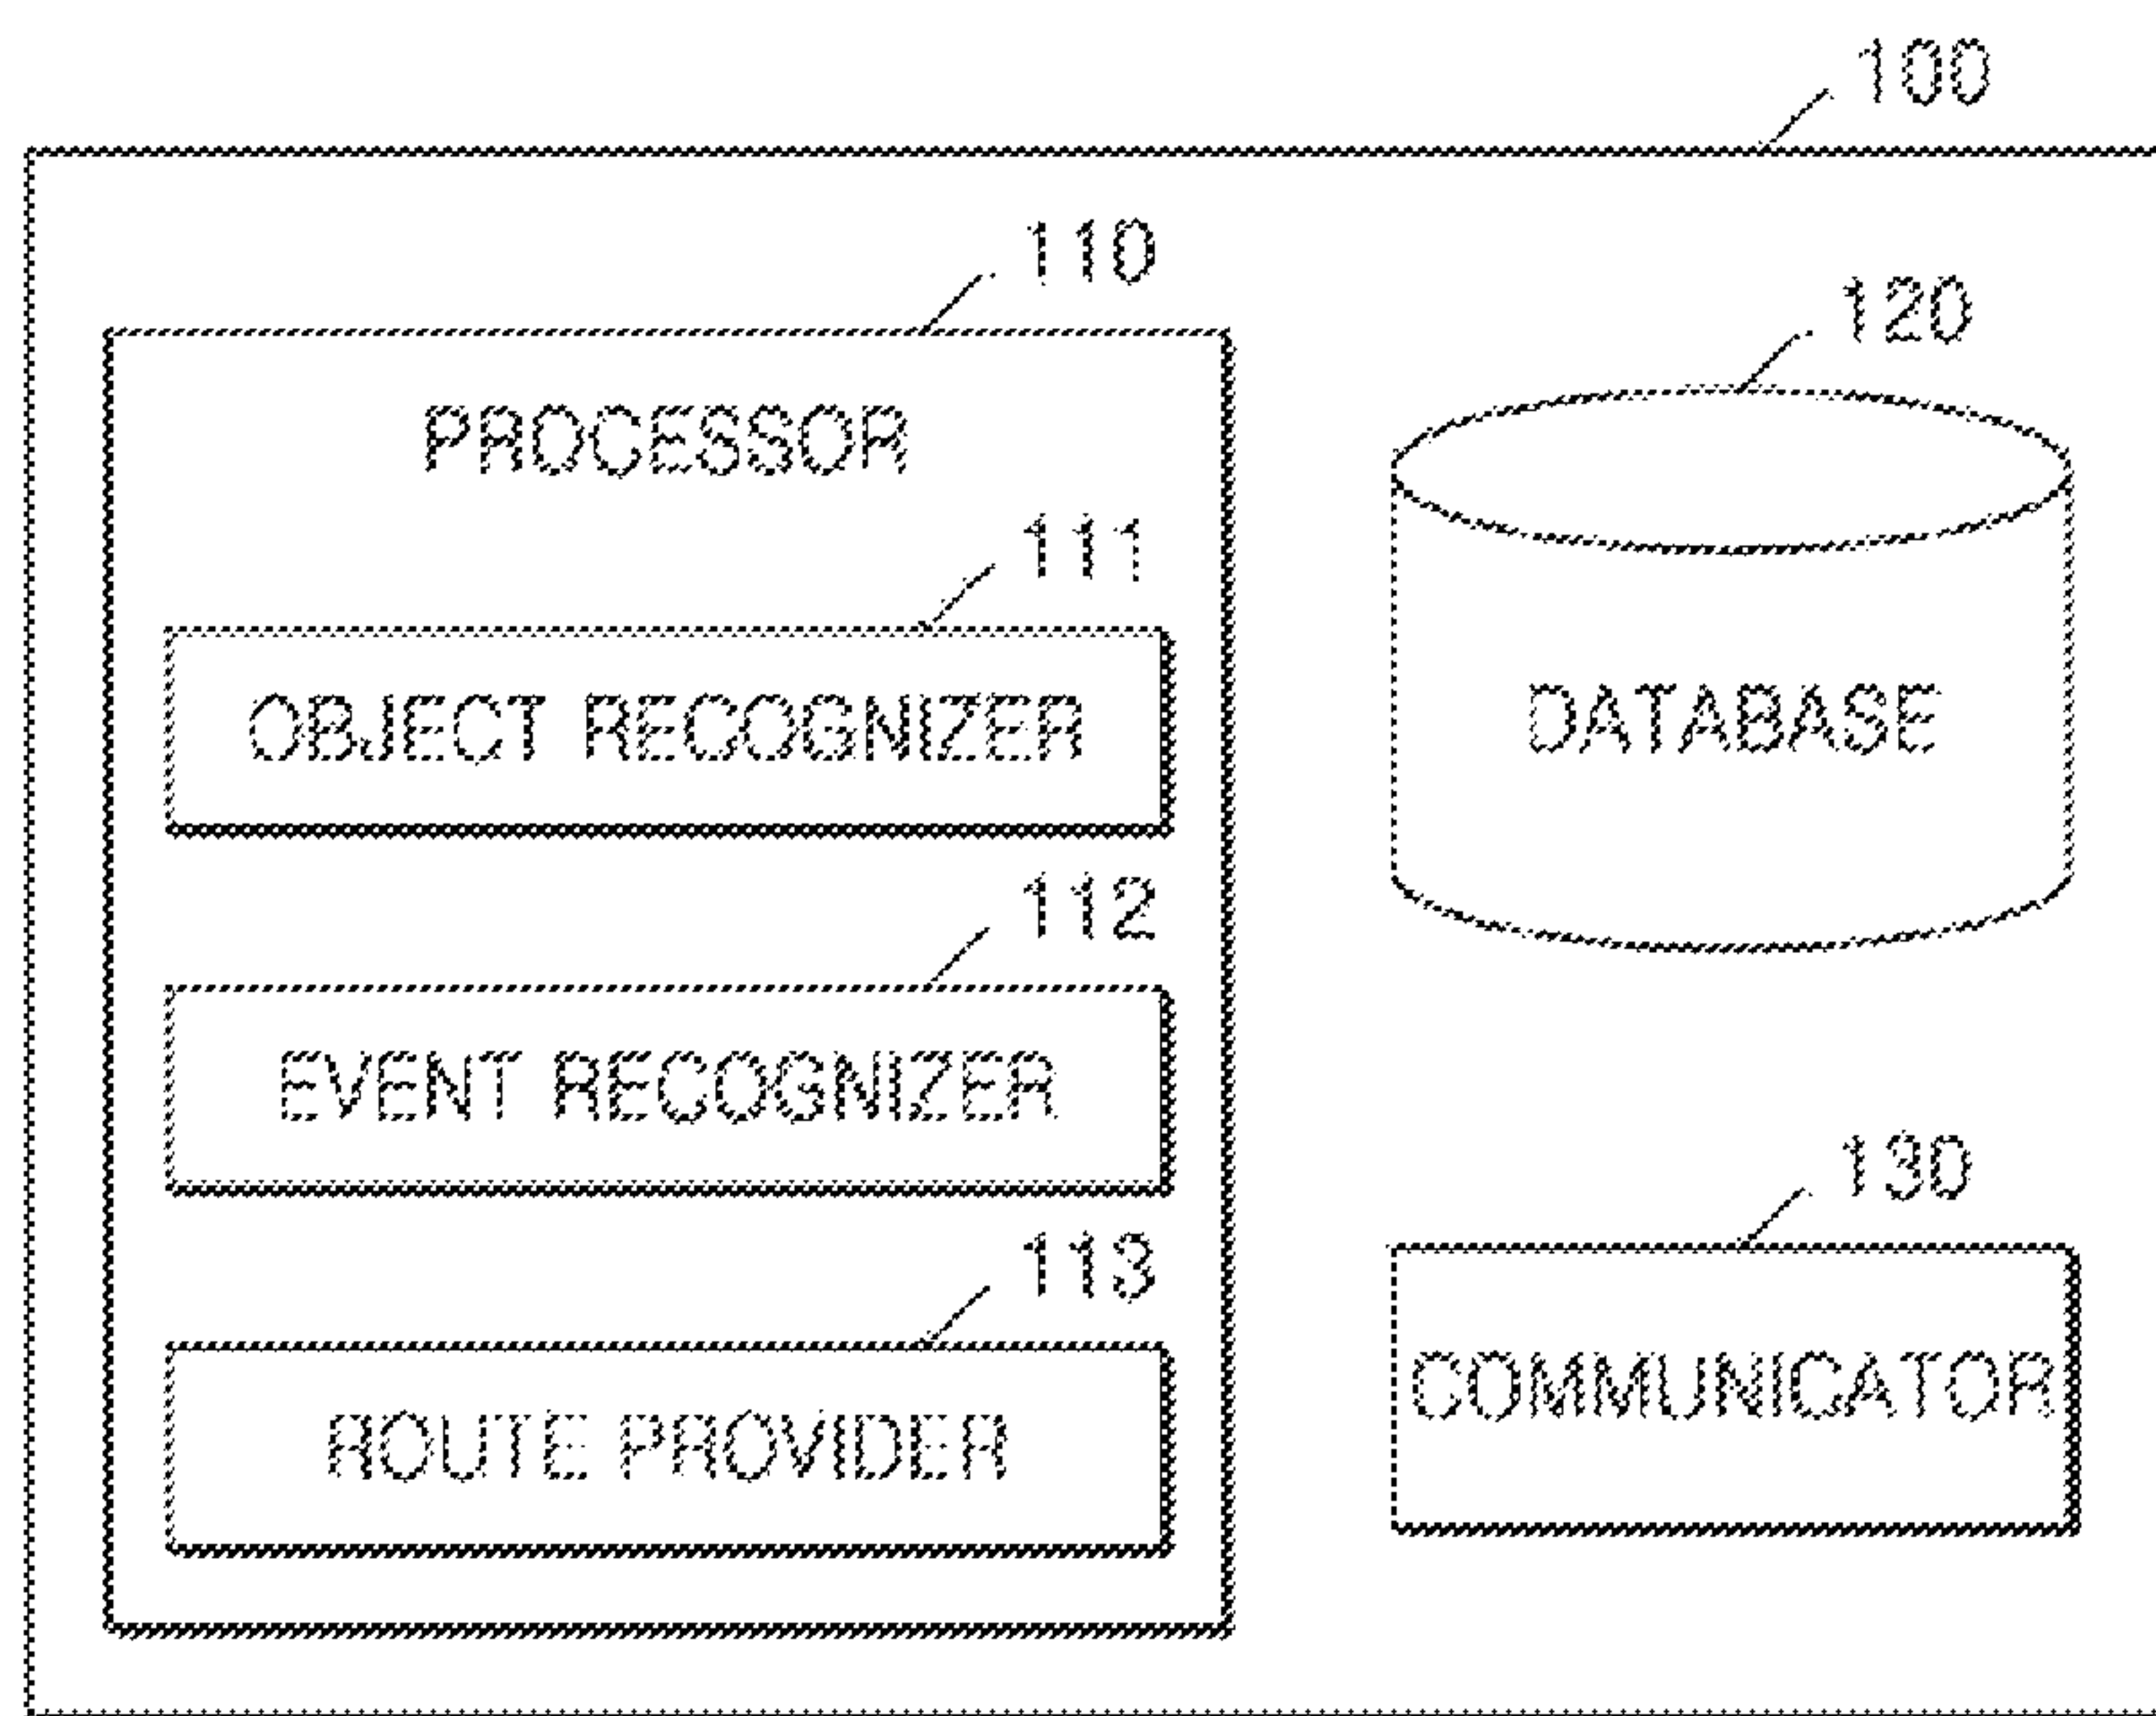 100
110
PROCESSOR
111
OBJECT RECOGNIZER
112
EVENT RECOGNIZER
113
ROUTE PROVIDER
120
DATABASE
130
COMMUNICATOR